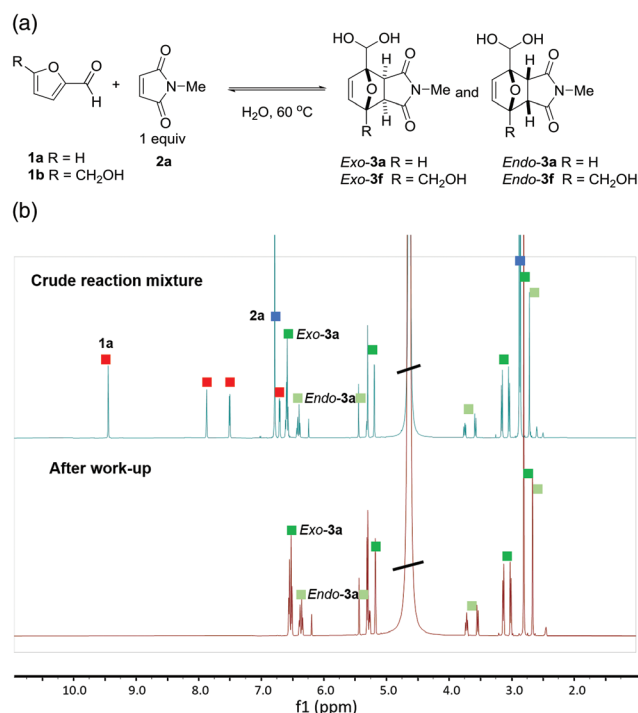 (a)
R
O
O
H
+
O
N−Me
O
1 equiv
1a R = H
1b R = CH₂OH
2a
H₂O, 60 °C
HO OH
O
O
N−Me
H
H
O
R
and
HO OH
O
O
N−Me
H
H
O
R
Exo-3a R = H
Exo-3f R = CH₂OH
Endo-3a R = H
Endo-3f R = CH₂OH
(b)
Crude reaction mixture
1a
2a
Exo-3a
Endo-3a
After work-up
Exo-3a
Endo-3a
10.0 9.0 8.0 7.0 6.0 5.0 4.0 3.0 2.0
f1 (ppm)